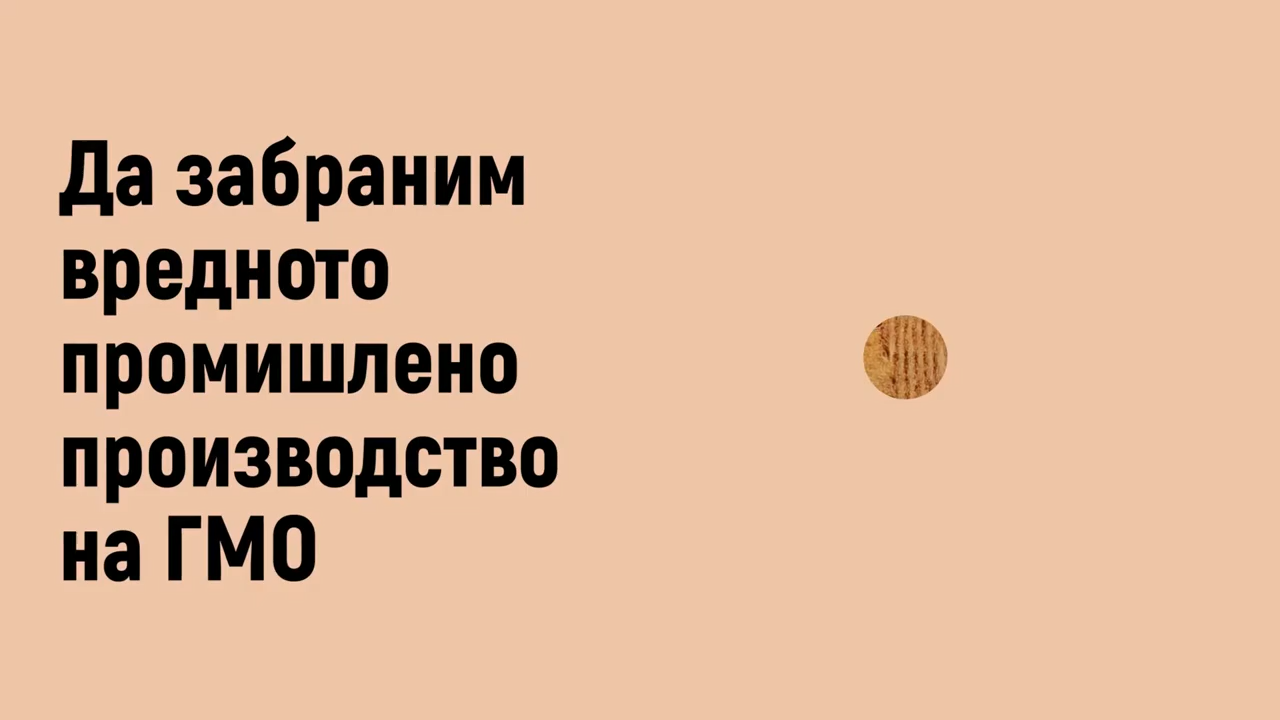 Да забраним
вредното
промишлено
производство
на ГМО